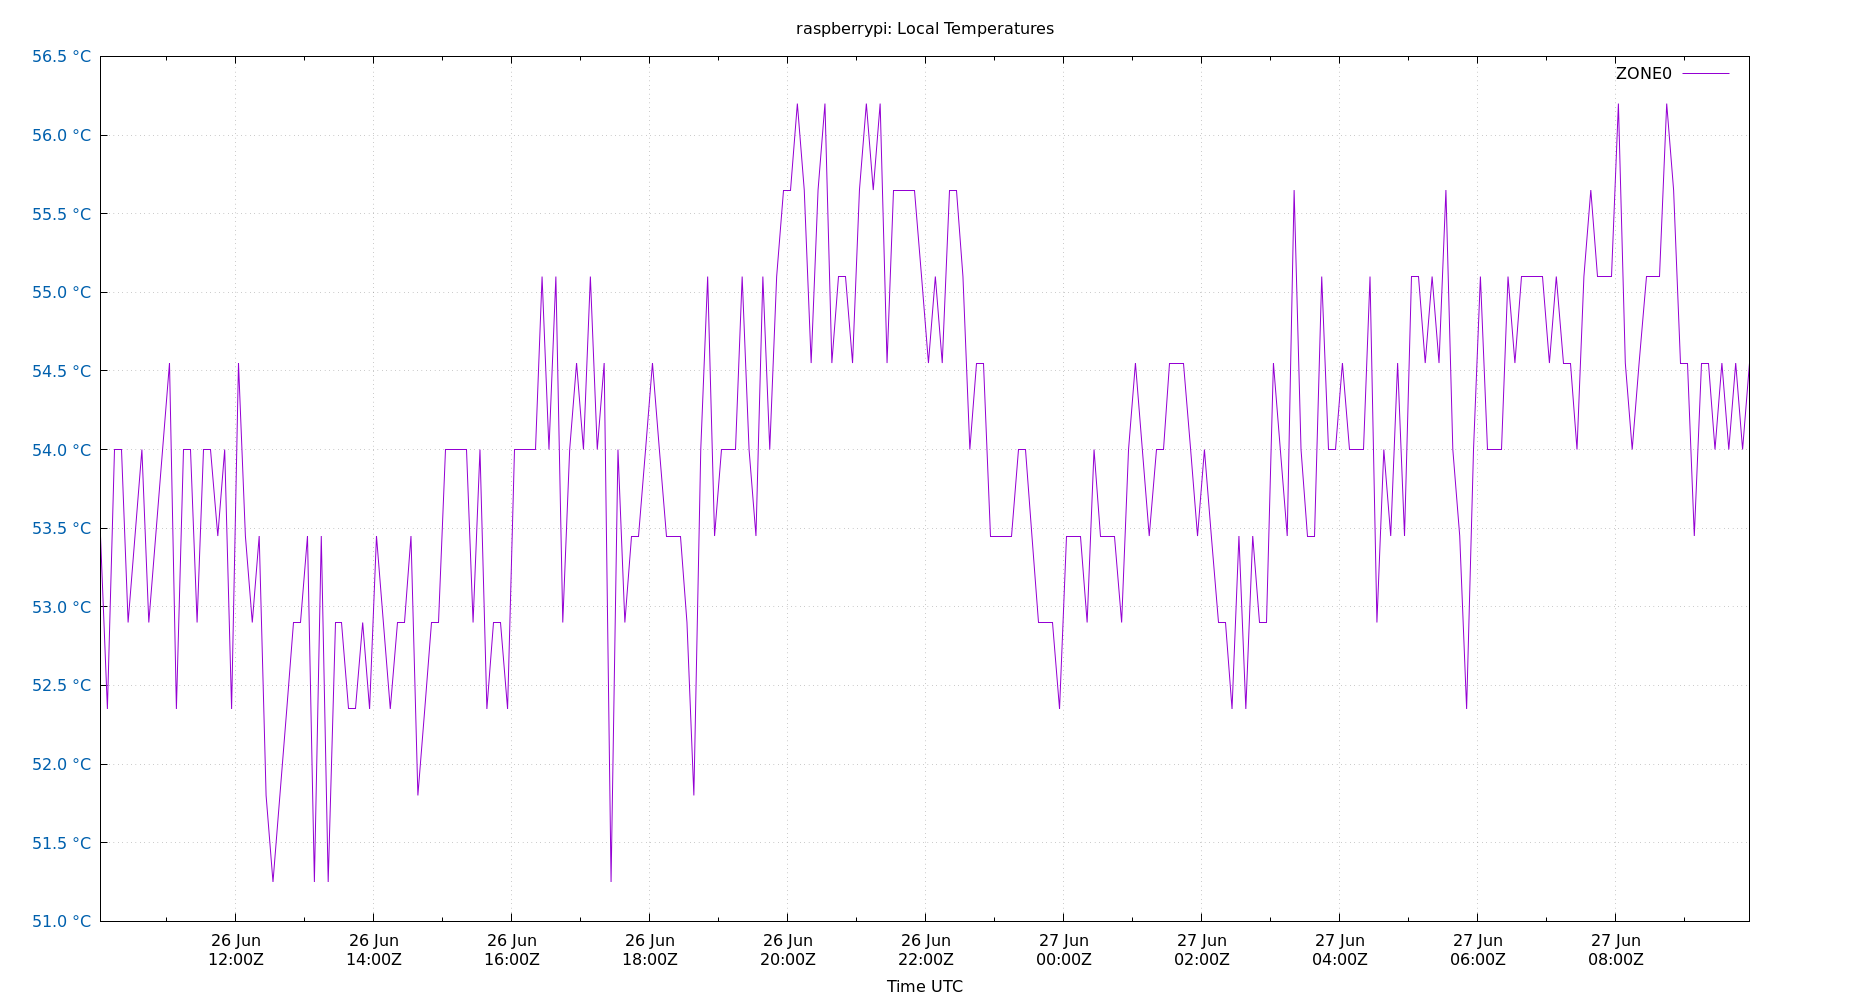 raspberrypi: Local Temperatures
56.5 °C
56.0 °C
55.5 °C
55.0 °C
54.5 °C
54.0 °C
53.5 °C
53.0 °C
52.5 °C
52.0 °C
51.5 °C
51.0 °C
ZONE0
26 Jun
12:00Z
26 Jun
14:00Z
26 Jun
16:00Z
26 Jun
18:00Z
26 Jun
20:00Z
26 Jun
22:00Z
27 Jun
00:00Z
27 Jun
02:00Z
27 Jun
04:00Z
27 Jun
06:00Z
27 Jun
08:00Z
Time UTC